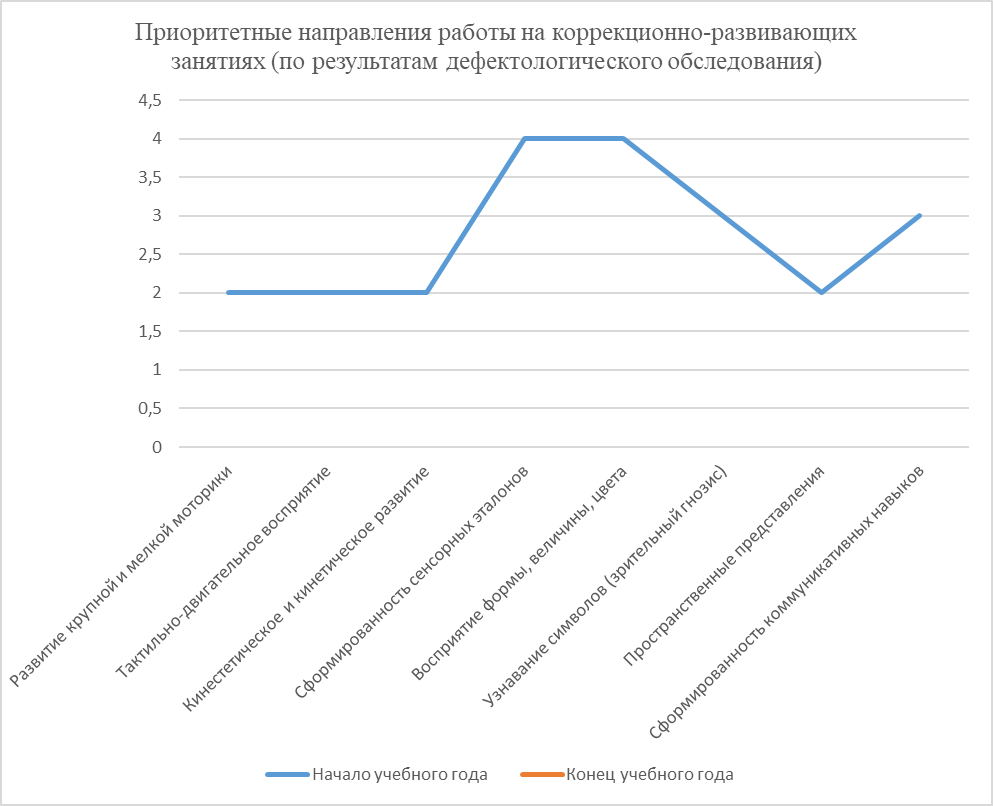 Приоритетные направления работы на коррекционно-развивающих
занятиях (по результатам дефектологического обследования)
4,5
4
3,5
3
2,5
2
1,5
1
0,5
0
Развитие крупной и мелкой моторики
Тактильно-двигательное восприятие
Кинестетическое и кинетическое развитие
Сформированность сенсорных эталонов
Восприятие формы, величины, цвета
Узнавание символов (зрительный гнозис)
Пространственные представления
Сформированность коммуникативных навыков
Начало учебного года
Конец учебного года